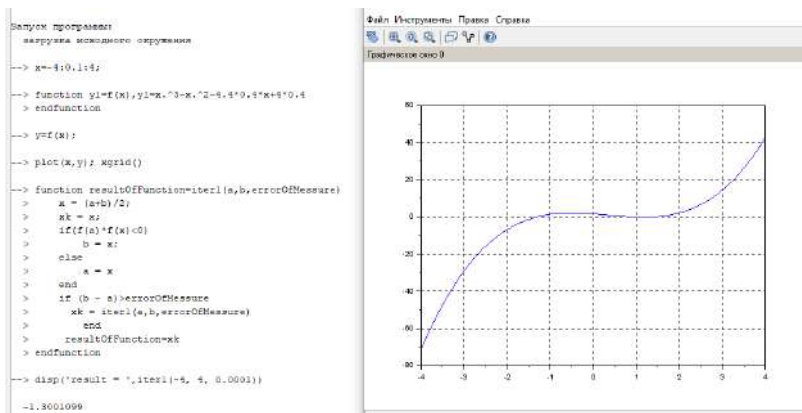 Запуск программы:
загрузка исходного окружения
--> x=-4:0.1:4;
--> function y1=f(x),y1=x.^3-x.^2-4.4*0.4*x+4*0.4
> endfunction
--> y=f(x);
--> plot(x,y); xgrid()
--> function resultOfFunction=iter1(a,b,errorOfMessure)
> x = (a+b)/2;
> xk = x;
> if(f(a)*f(x)<0)
> b = x;
> else
> a = x
> end
> if (b - a)>errorOfMessure
> xk = iter1(a,b,errorOfMessure)
> end
> resultOfFunction=xk
> endfunction
--> disp('result = ',iter1(-4, 4, 0.0001))
-1.3001099
Файл Инструменты Правка Справка
Графическое окно 0
60
40
20
0
-20
-40
-60
-80
-4 -3 -2 -1 0 1 2 3 4